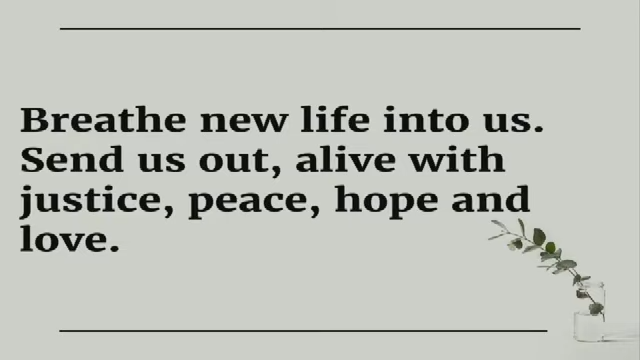 Breathe new life into us.
Send us out, alive with
justice, peace, hope and
love.